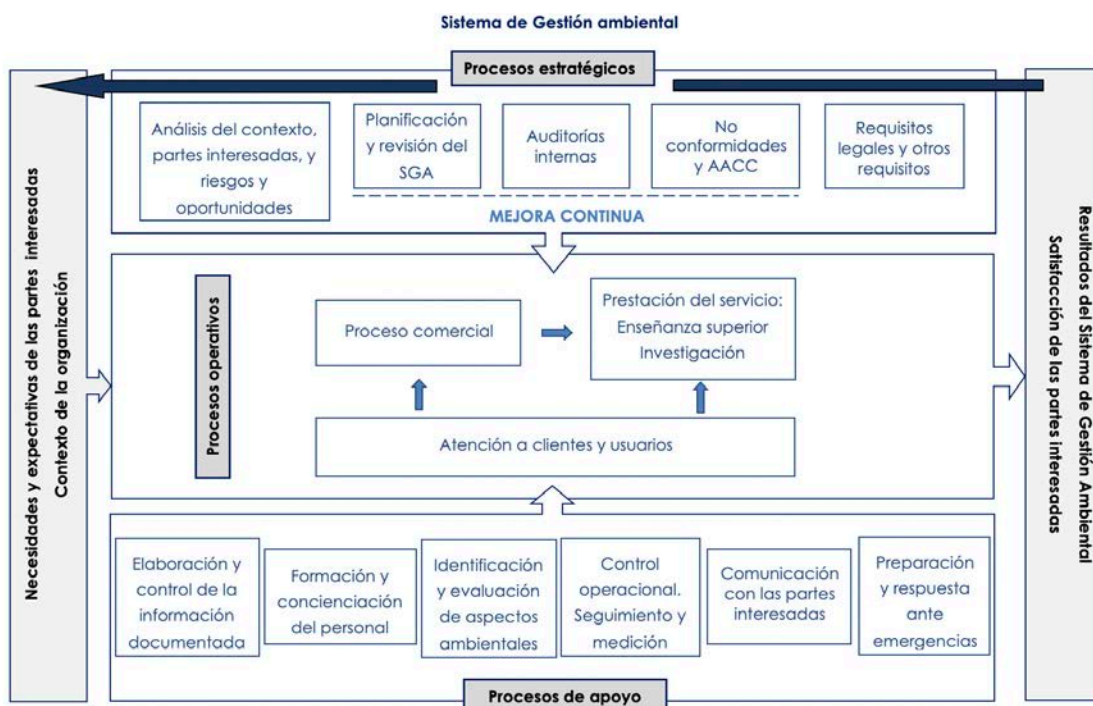 Sistema de Gestión ambiental
Procesos estratégicos
Necesidades y expectativas de las partes interesadas
Contexto de la organización
Análisis del contexto,
partes interesadas, y
riesgos y
oportunidades
Planificación
y revisión del
SGA
Auditorías
internas
No
conformidades
y AACC
Requisitos
legales y otros
requisitos
MEJORA CONTINUA
Procesos operativos
Proceso comercial
Prestación del servicio:
Enseñanza superior
Investigación
Atención a clientes y usuarios
Elaboración y
control de la
información
documentada
Formación y
concienciación
del personal
Identificación
y evaluación
de aspectos
ambientales
Control
operacional.
Seguimiento y
medición
Comunicación
con las partes
interesadas
Preparación
y respuesta
ante
emergencias
Procesos de apoyo
Resultados del Sistema de Gestión Ambiental
Satisfacción de las partes interesadas